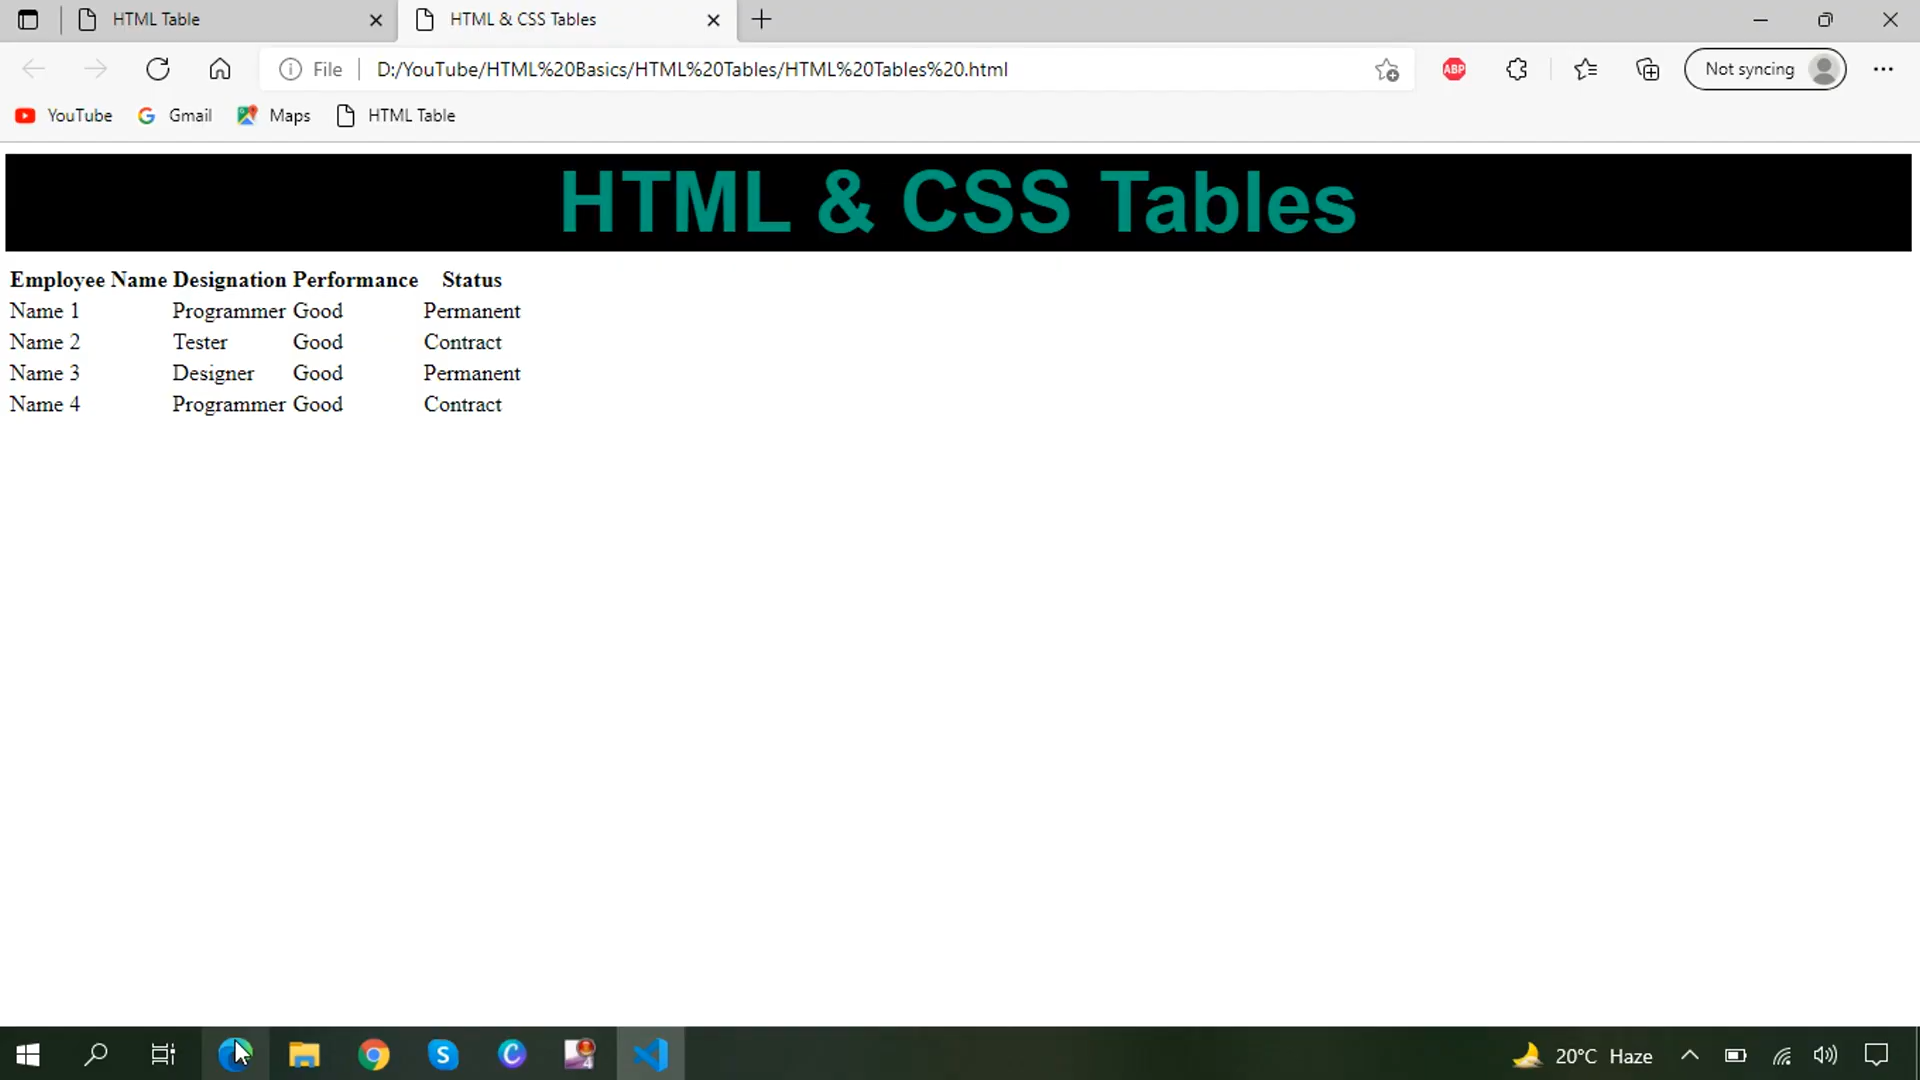 HTML Table
HTML & CSS Tables
File
D:/YouTube/HTML%20Basics/HTML%20Tables/HTML%20Tables%20.html
ABP
Not syncing
YouTube
Gmail
Maps
HTML Table
HTML & CSS Tables
Employee Name Designation Performance Status
Name 1 Programmer Good Permanent
Name 2 Tester Good Contract
Name 3 Designer Good Permanent
Name 4 Programmer Good Contract
20°C Haze